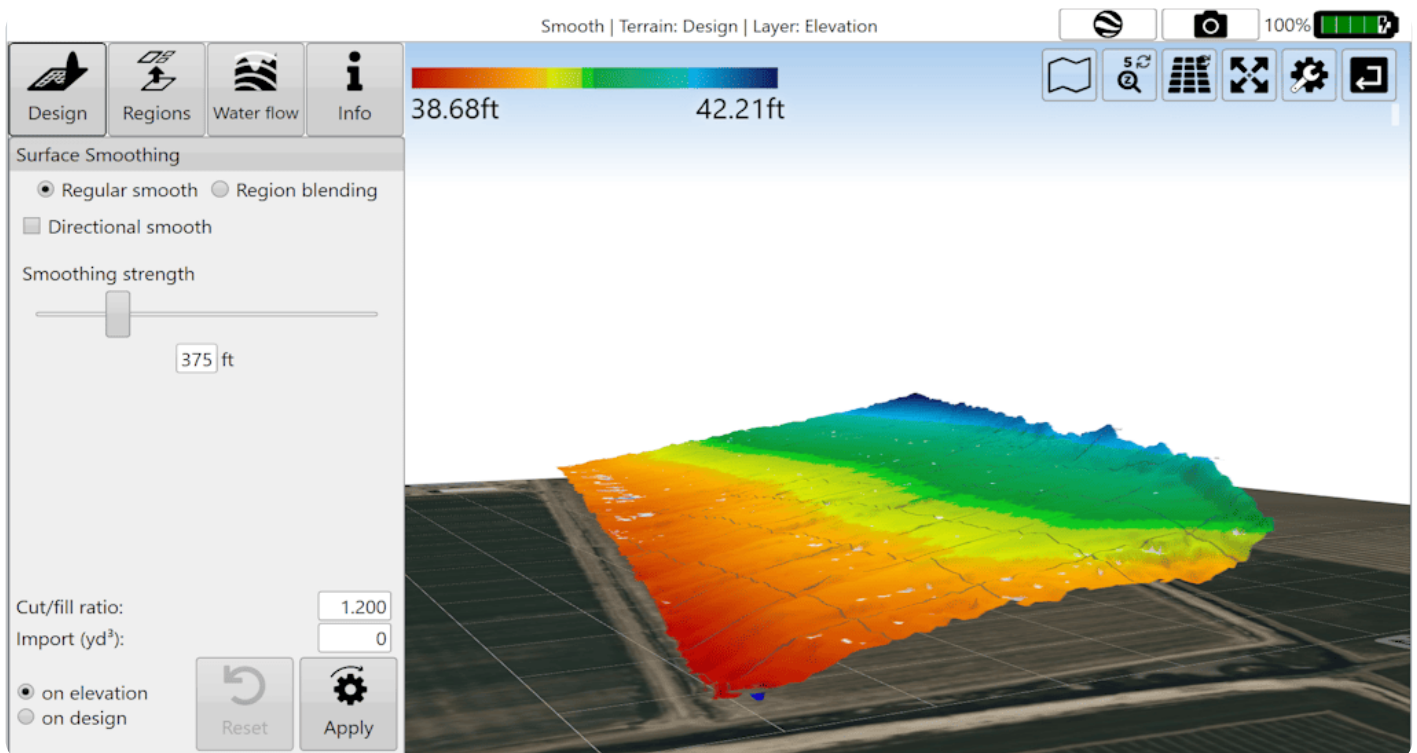 Smooth | Terrain: Design | Layer: Elevation
100%
Design
Regions
Water flow
Info
38.68ft
42.21ft
5
Z
Surface Smoothing
Regular smooth
Region blending
Directional smooth
Smoothing strength
375 ft
Cut/fill ratio:
1.200
Import (yd³):
0
on elevation
on design
Reset
Apply